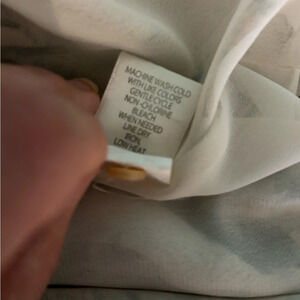 MACHINE WASH COLD
WITH LIKE COLORS
GENTLE CYCLE
NON-CHLORINE
BLEACH
WHEN NEEDED
LINE DRY
IRON
LOW HEAT